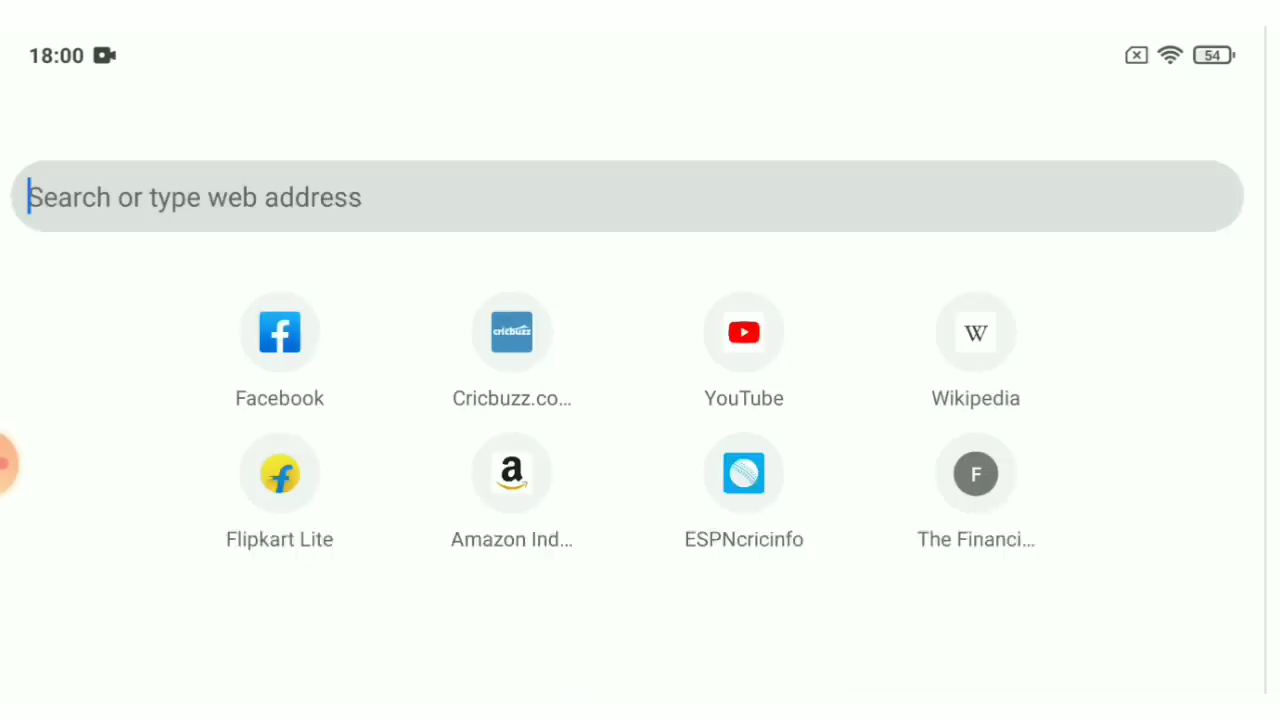 18:00
54
Search or type web address
f cricbuzz W
Facebook Cricbuzz.co... YouTube Wikipedia
f a F
Flipkart Lite Amazon Ind... ESPNcricinfo The Financi...